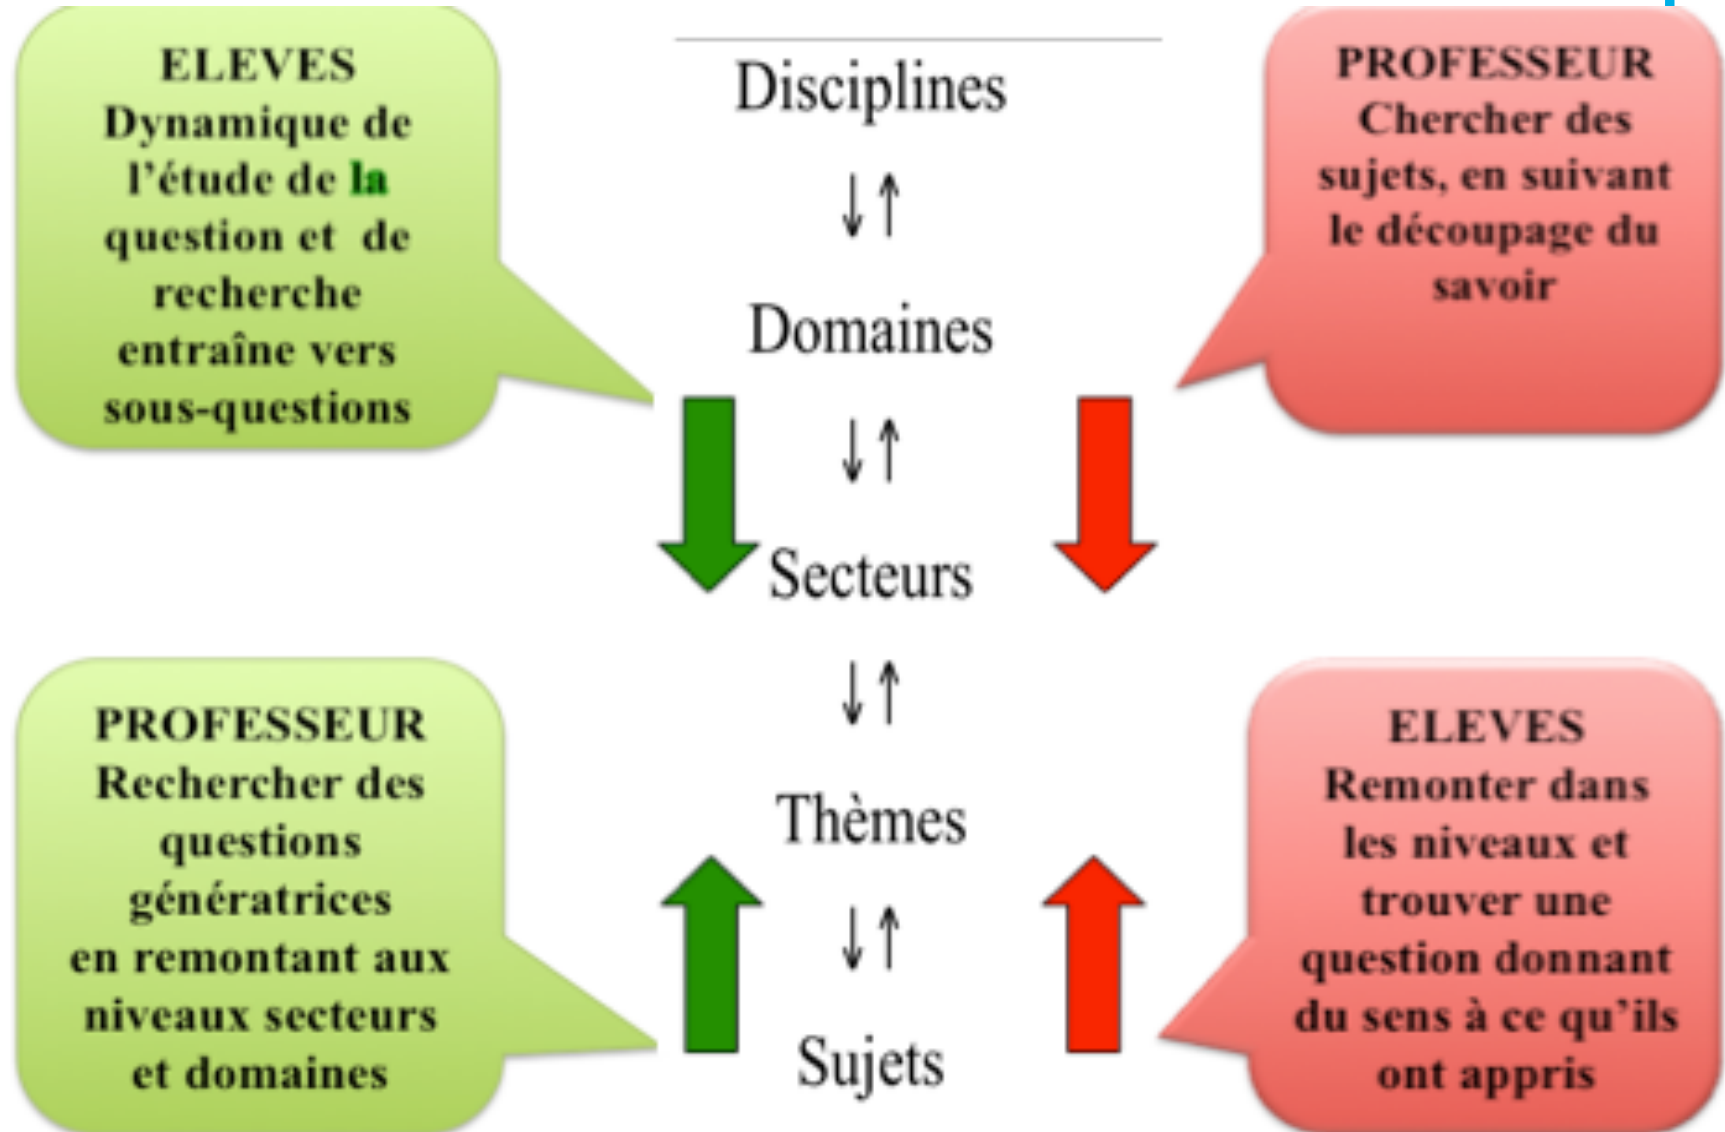 ELEVES
Dynamique de
l'étude de la
question et de
recherche
entraîne vers
sous-questions
PROFESSEUR
Rechercher des
questions
génératrices
en remontant aux
niveaux secteurs
et domaines
Disciplines
↓↑
Domaines
↓↑
Secteurs
↓↑
Thèmes
↓↑
Sujets
PROFESSEUR
Chercher des
sujets, en suivant
le découpage du
savoir
ELEVES
Remonter dans
les niveaux et
trouver une
question donnant
du sens à ce qu'ils
ont appris